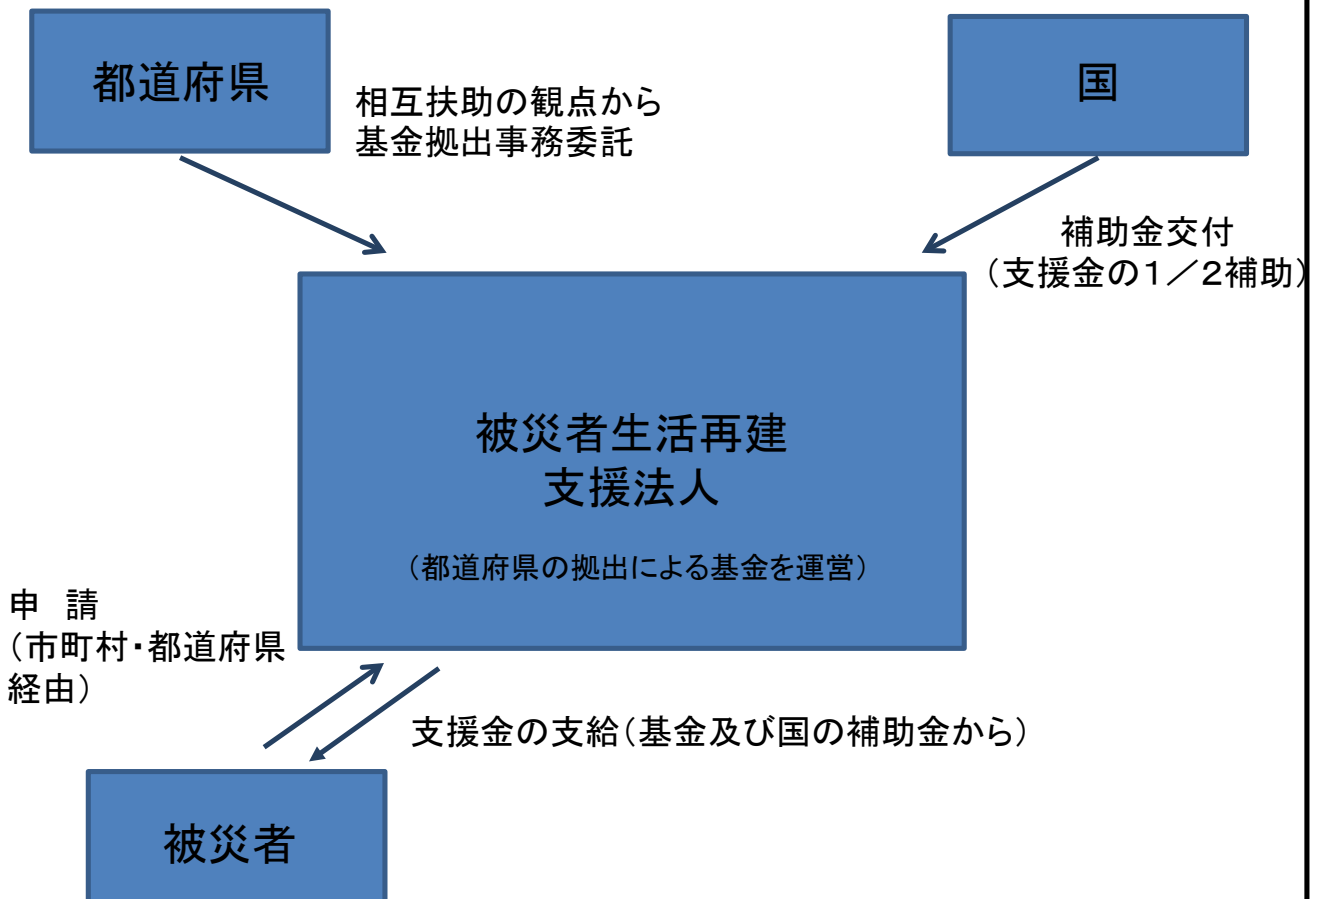 都道府県
国
相互扶助の観点から
基金拠出事務委託
補助金交付
（支援金の１／２補助）
被災者生活再建
支援法人
（都道府県の拠出による基金を運営）
申　請
（市町村・都道府県
経由）
支援金の支給（基金及び国の補助金から）
被災者